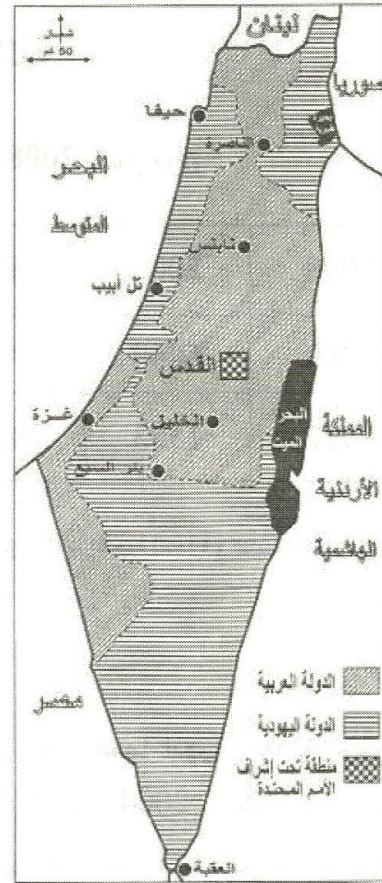 شمال
50 كم
لبنان
سوريا
حيفا
الناصرة
البحر
المتوسط
نابلس
تل أبيب
القدس
غزة
الخليل
البحر
الميت
المملكة
الأردنية
الهاشمية
بئر السبع
مصر
الدولة العربية
الدولة اليهودية
منطقة تحت إشراف
الأمم المتحدة
العقبة